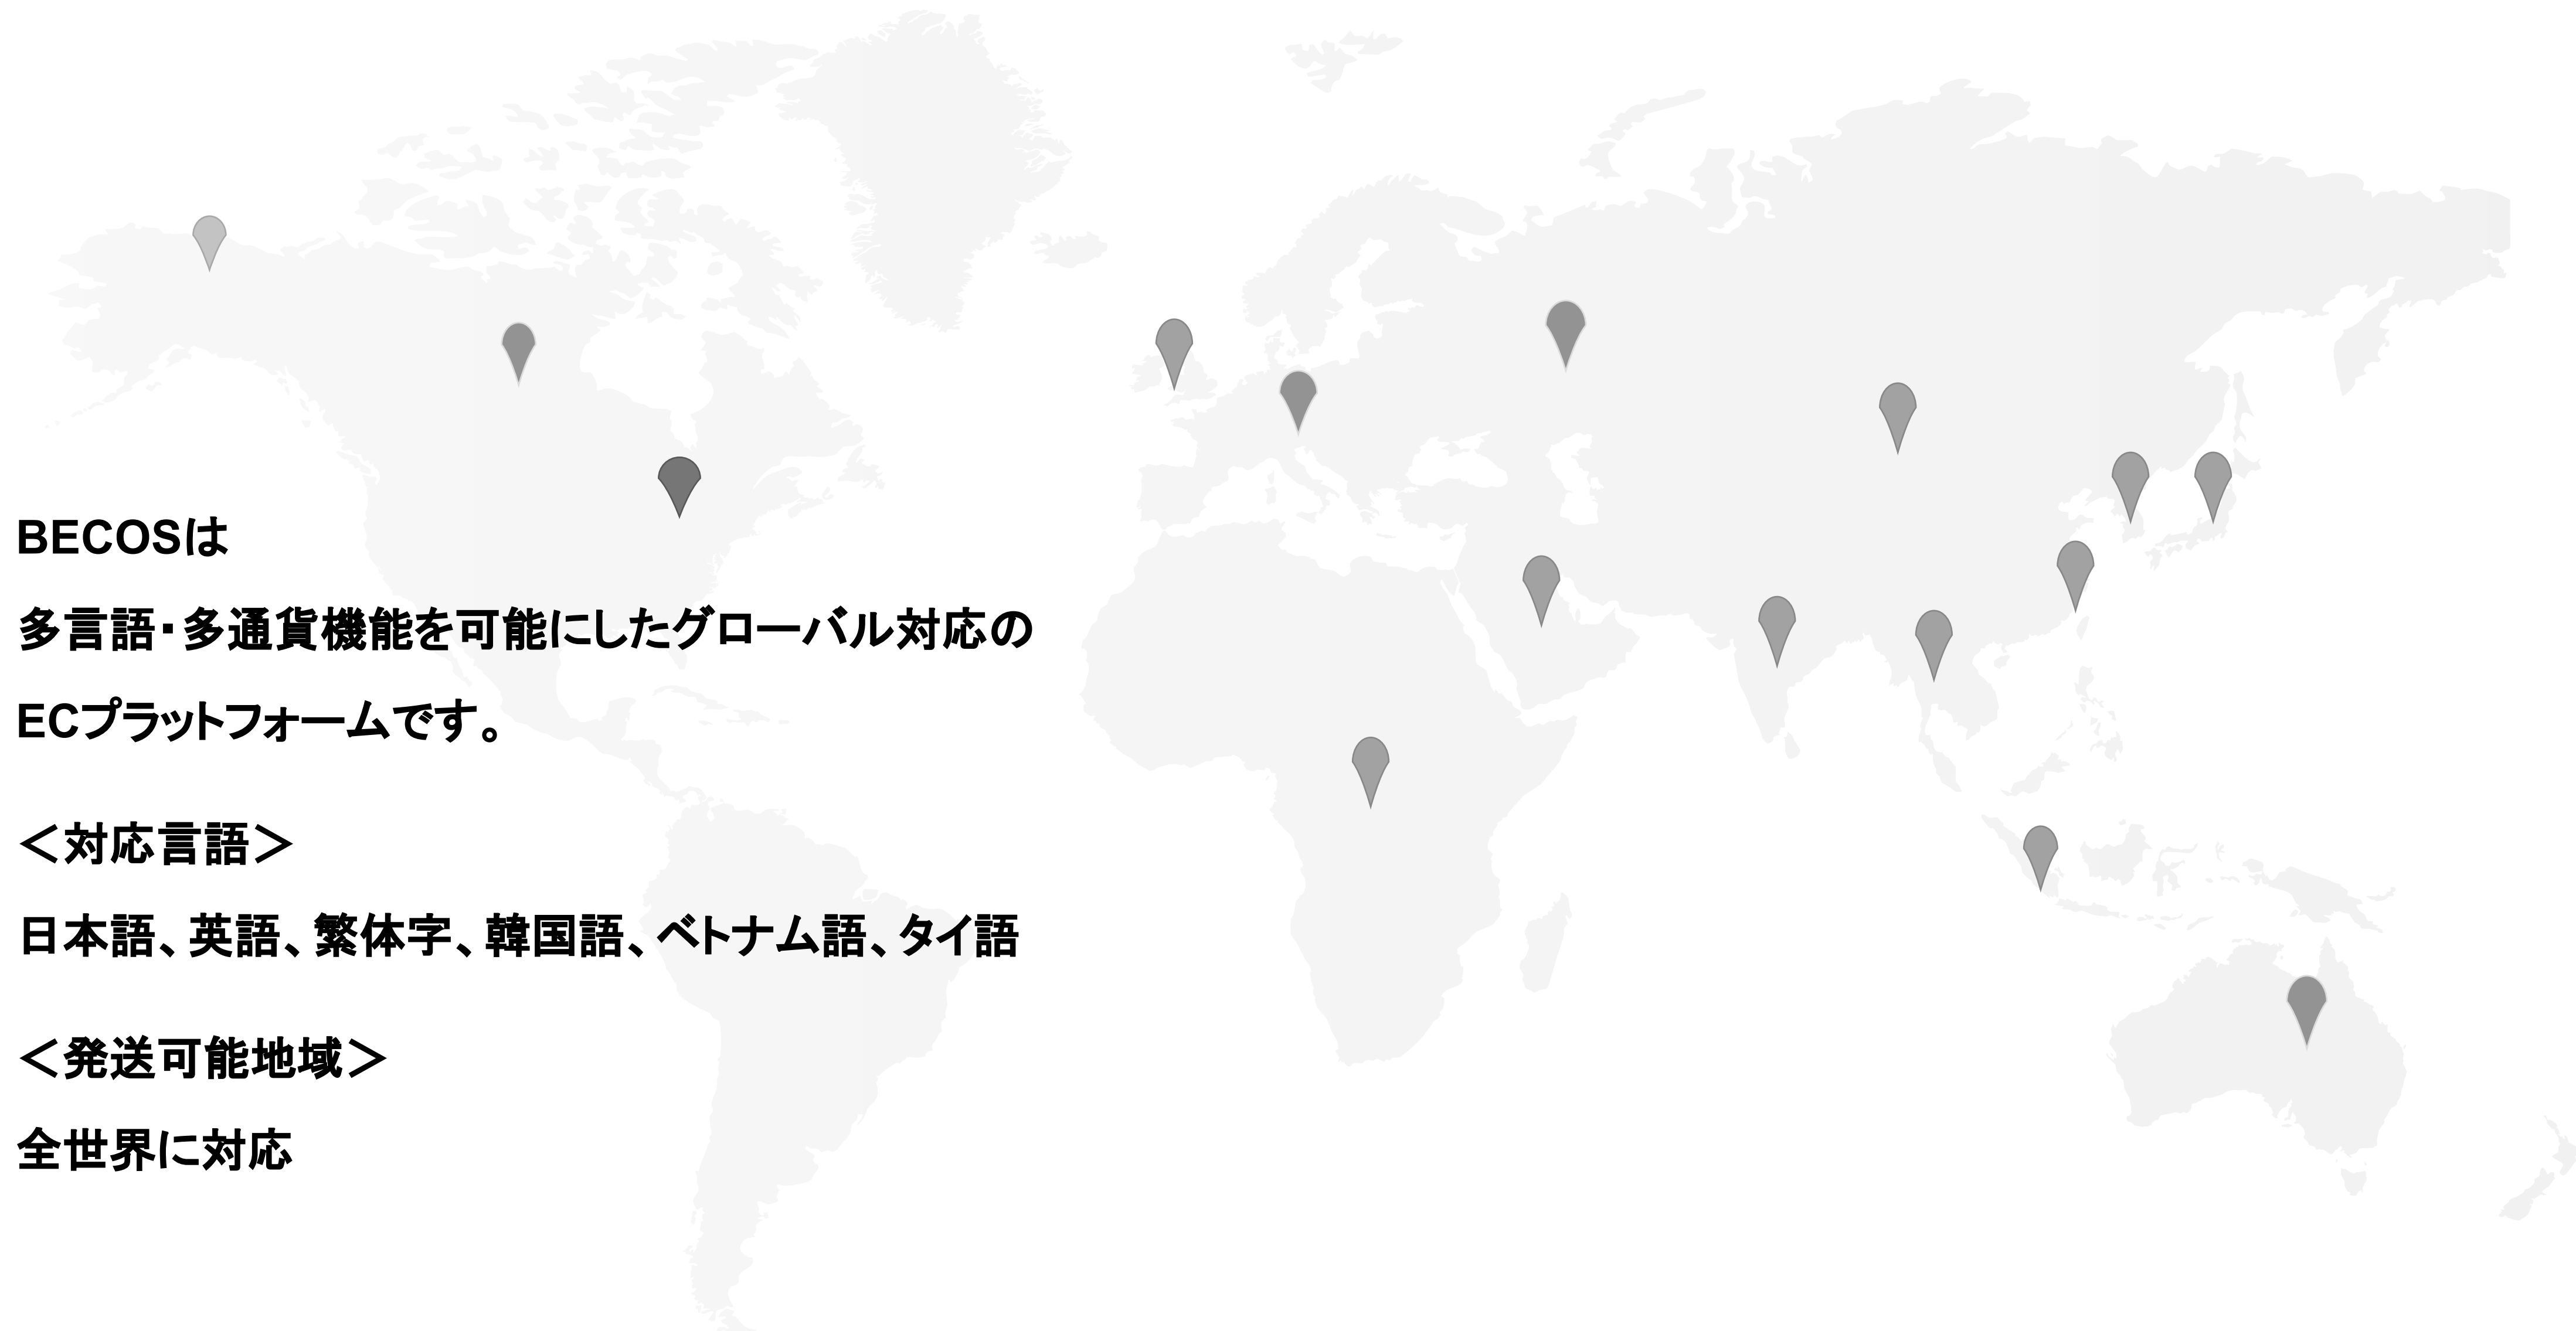 BECOSは
多言語・多通貨機能を可能にしたグローバル対応の
ECプラットフォームです。
＜対応言語＞
日本語、英語、繁体字、韓国語、ベトナム語、タイ語
＜発送可能地域＞
全世界に対応